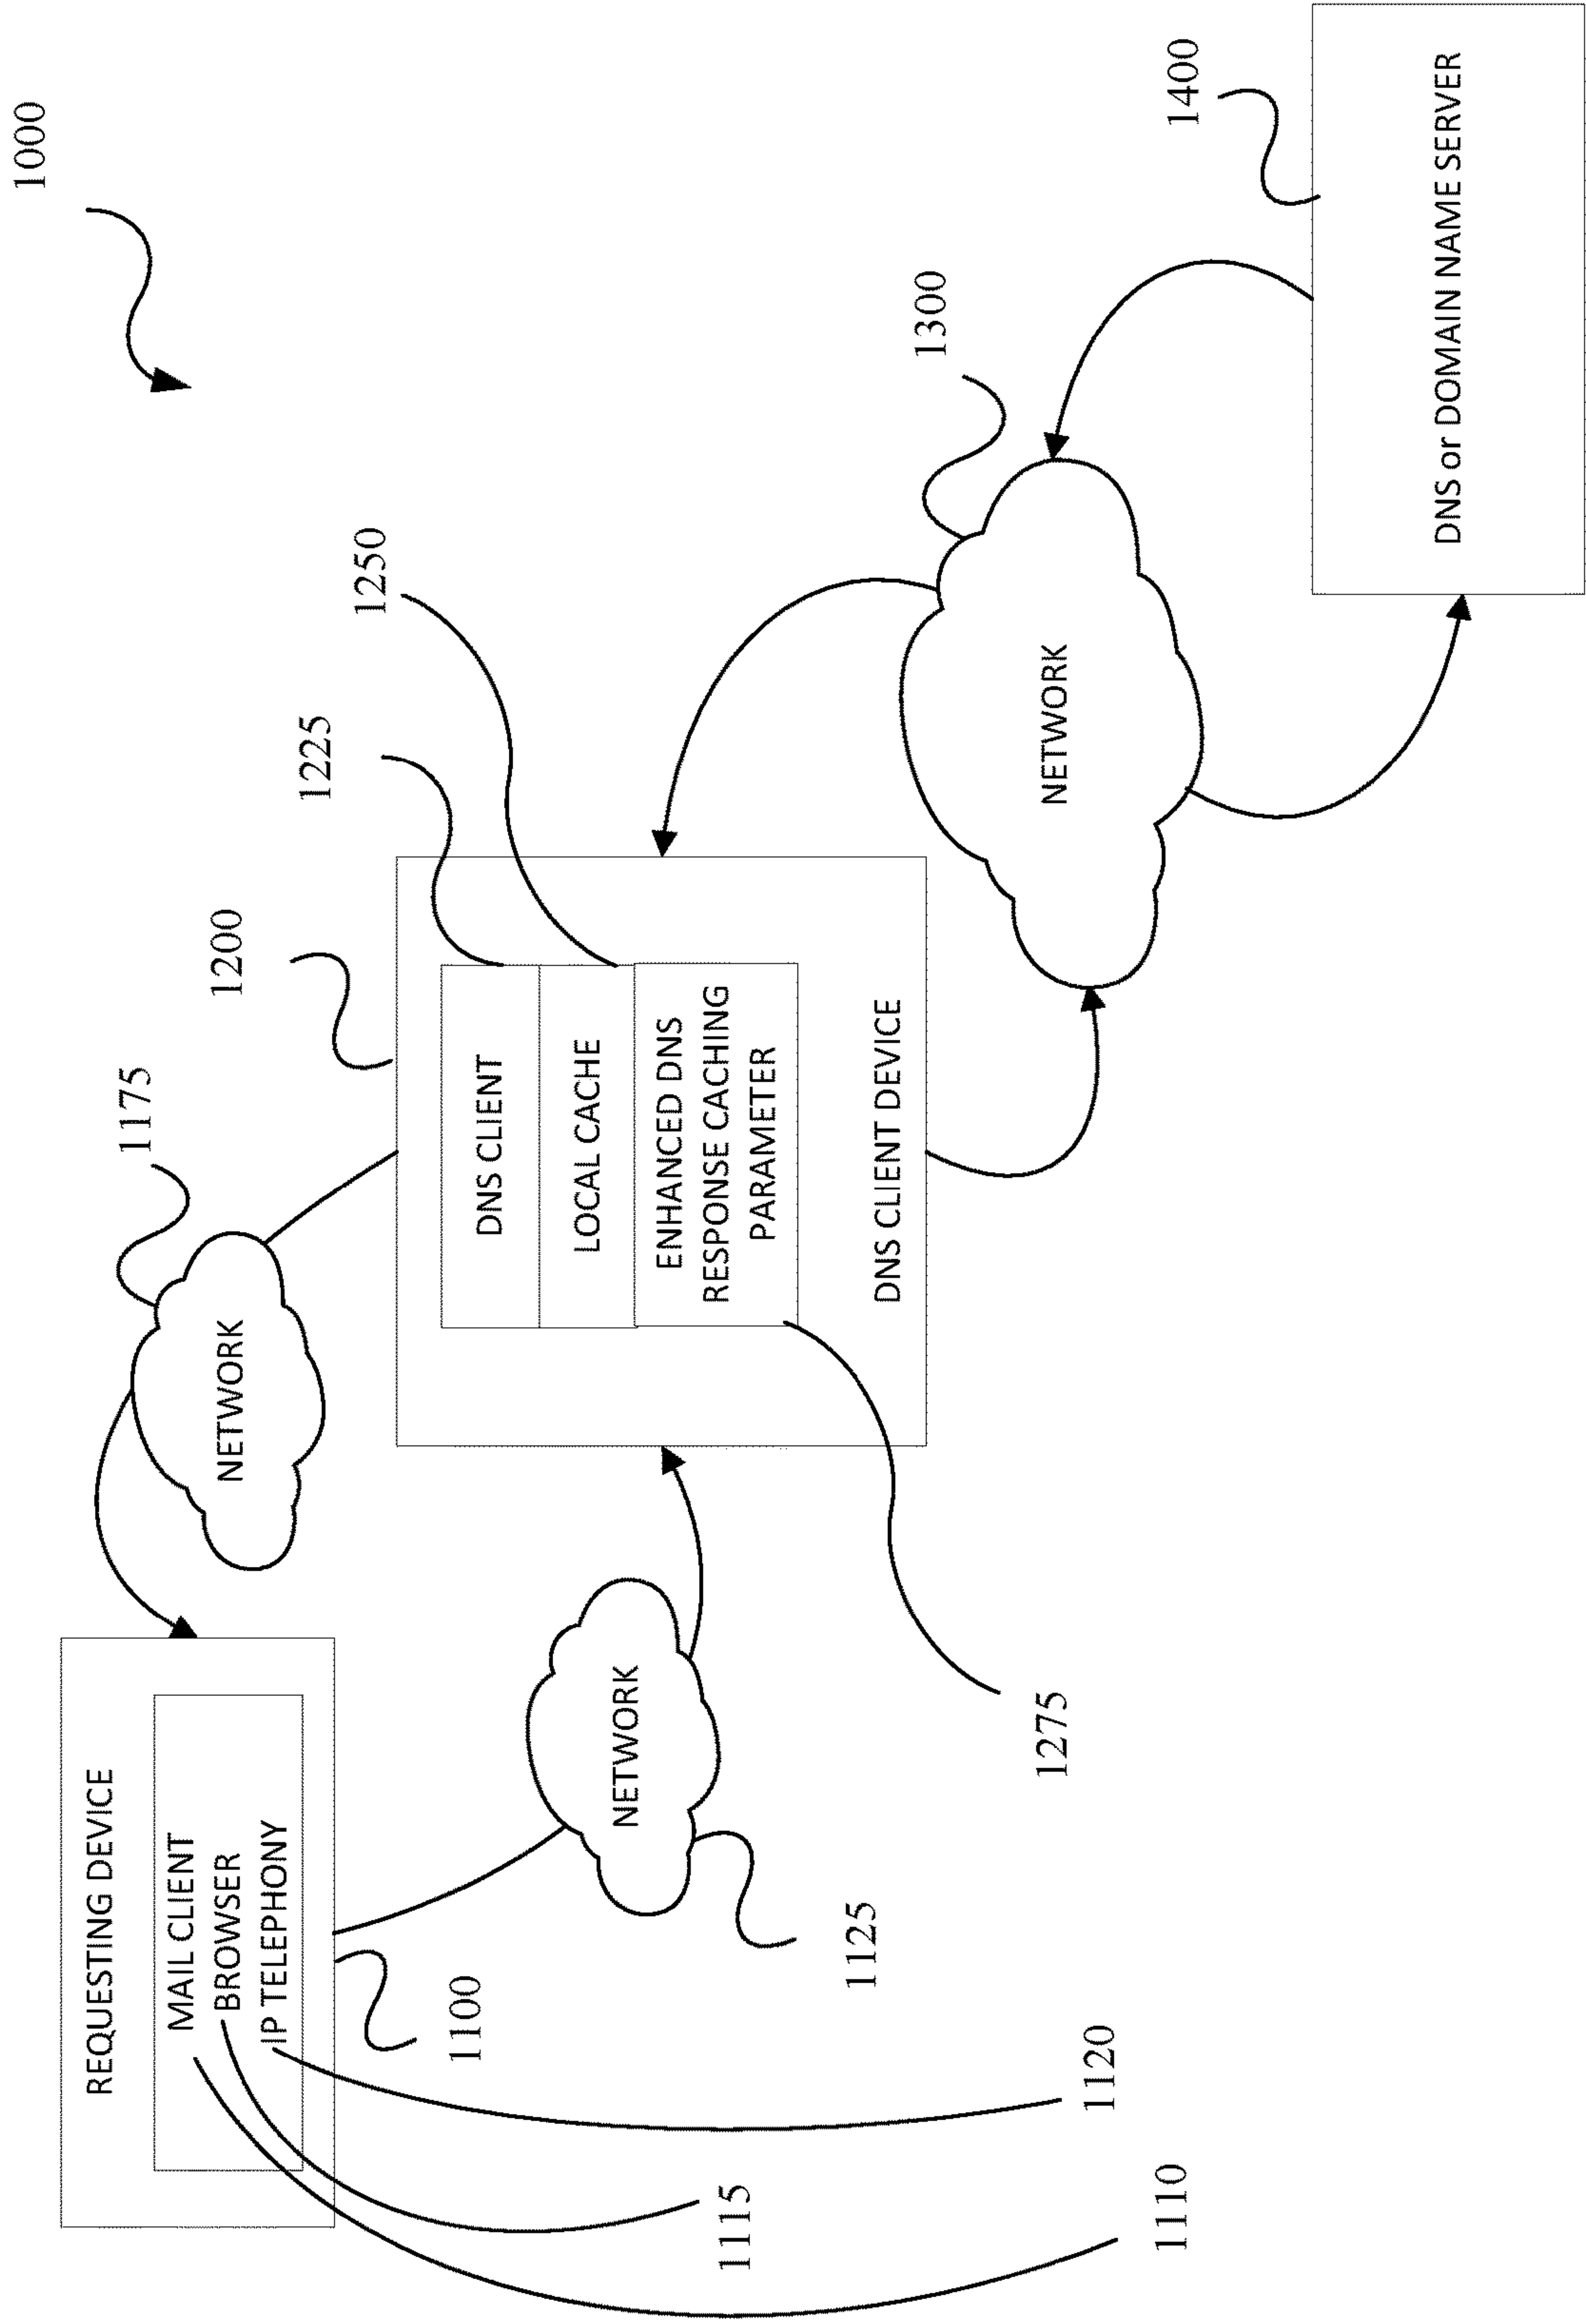 1000
REQUESTING DEVICE
MAIL CLIENT
BROWSER
IP TELEPHONY
1100
1110
1115
1120
NETWORK
1125
NETWORK
1175
1200
DNS CLIENT
1225
LOCAL CACHE
1250
ENHANCED DNS
RESPONSE CACHING
PARAMETER
1275
DNS CLIENT DEVICE
NETWORK
1300
DNS or DOMAIN NAME SERVER
1400